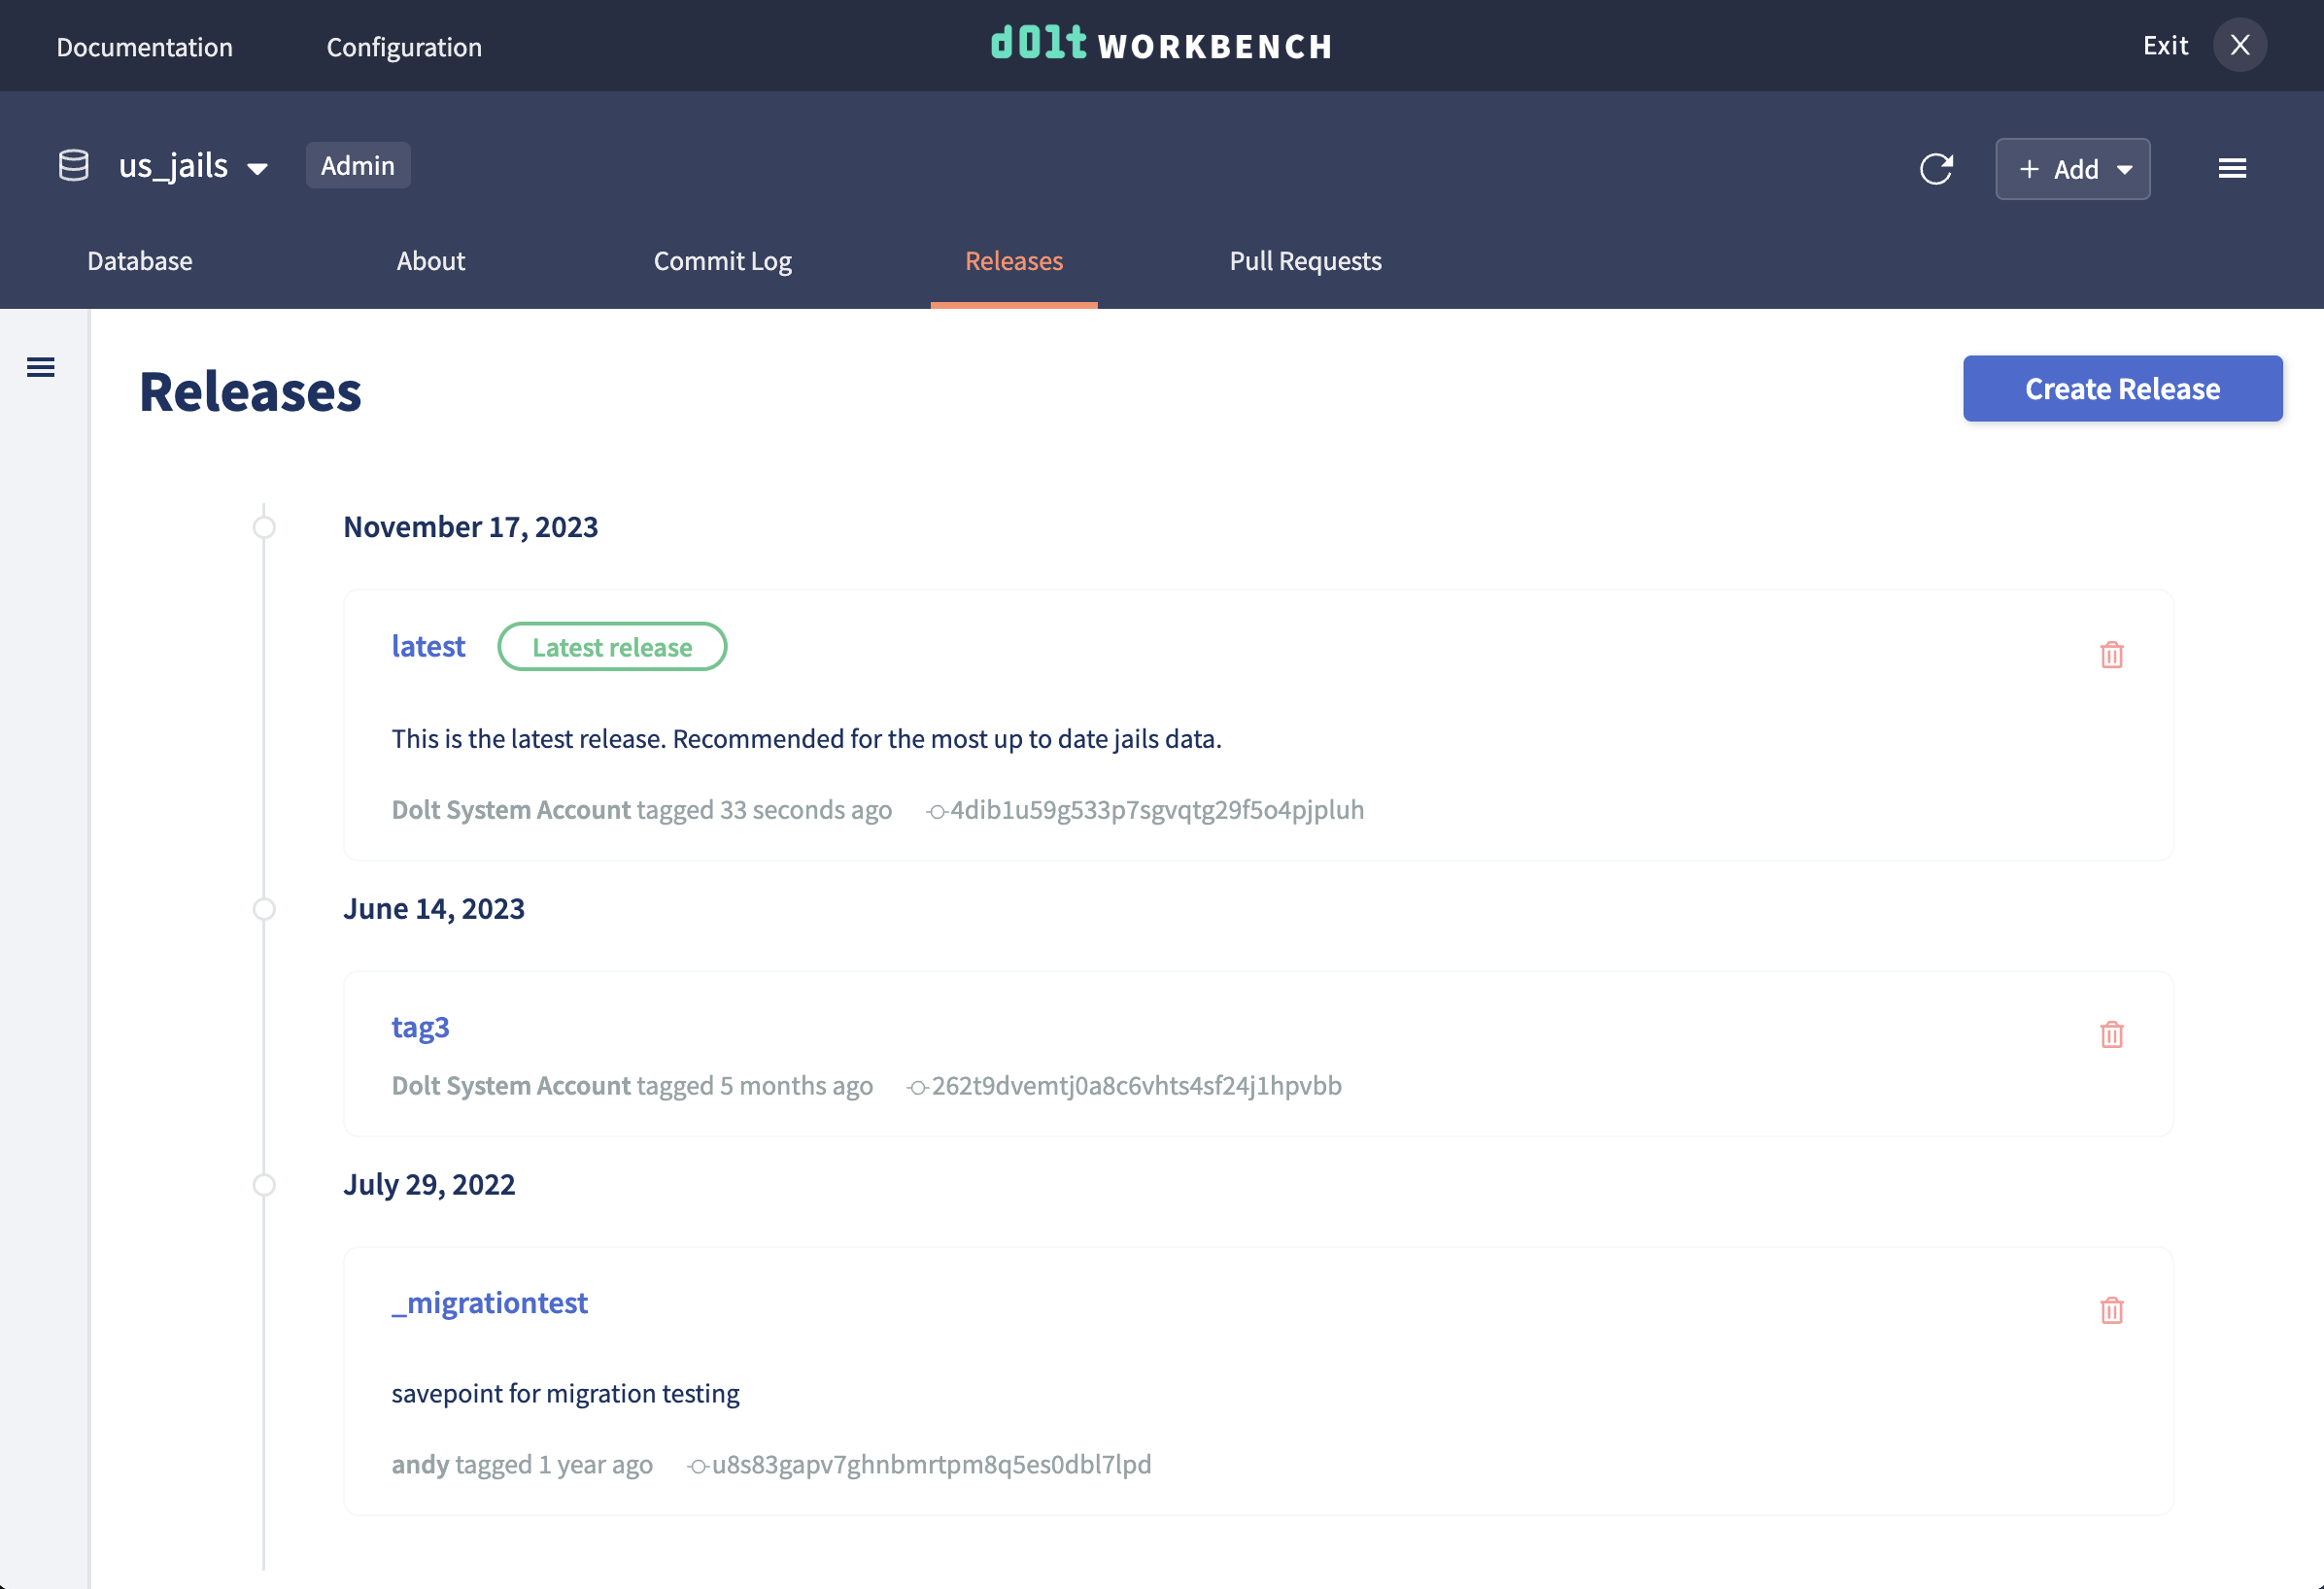 Documentation Configuration dolt WORKBENCH Exit X
us_jails Admin + Add
Database About Commit Log Releases Pull Requests
Releases Create Release
November 17, 2023
latest Latest release
This is the latest release. Recommended for the most up to date jails data.
Dolt System Account tagged 33 seconds ago 4dib1u59g533p7sgvqtg29f5o4pjpluh
June 14, 2023
tag3
Dolt System Account tagged 5 months ago 262t9dvemtj0a8c6vhts4sf24j1hpvbb
July 29, 2022
_migrationtest
savepoint for migration testing
andy tagged 1 year ago u8s83gapv7ghnbmrtpm8q5es0dbl7lpd